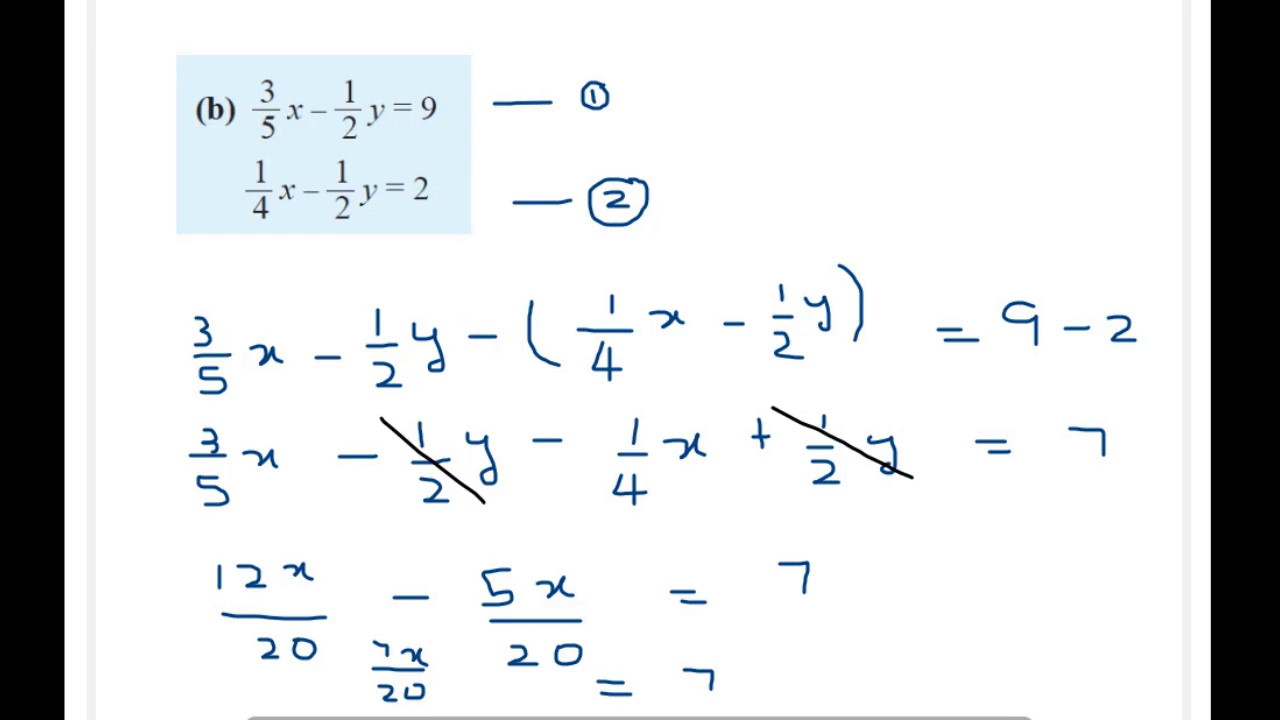 (b) 3/5 x − 1/2 y = 9 — ①
1/4 x − 1/2 y = 2 — ②
3/5 x − 1/2 y − ( 1/4 x − 1/2 y ) = 9 − 2
3/5 x − 1/2 y − 1/4 x + 1/2 y = 7
12x/20 − 5x/20 = 7
7x/20 = 7